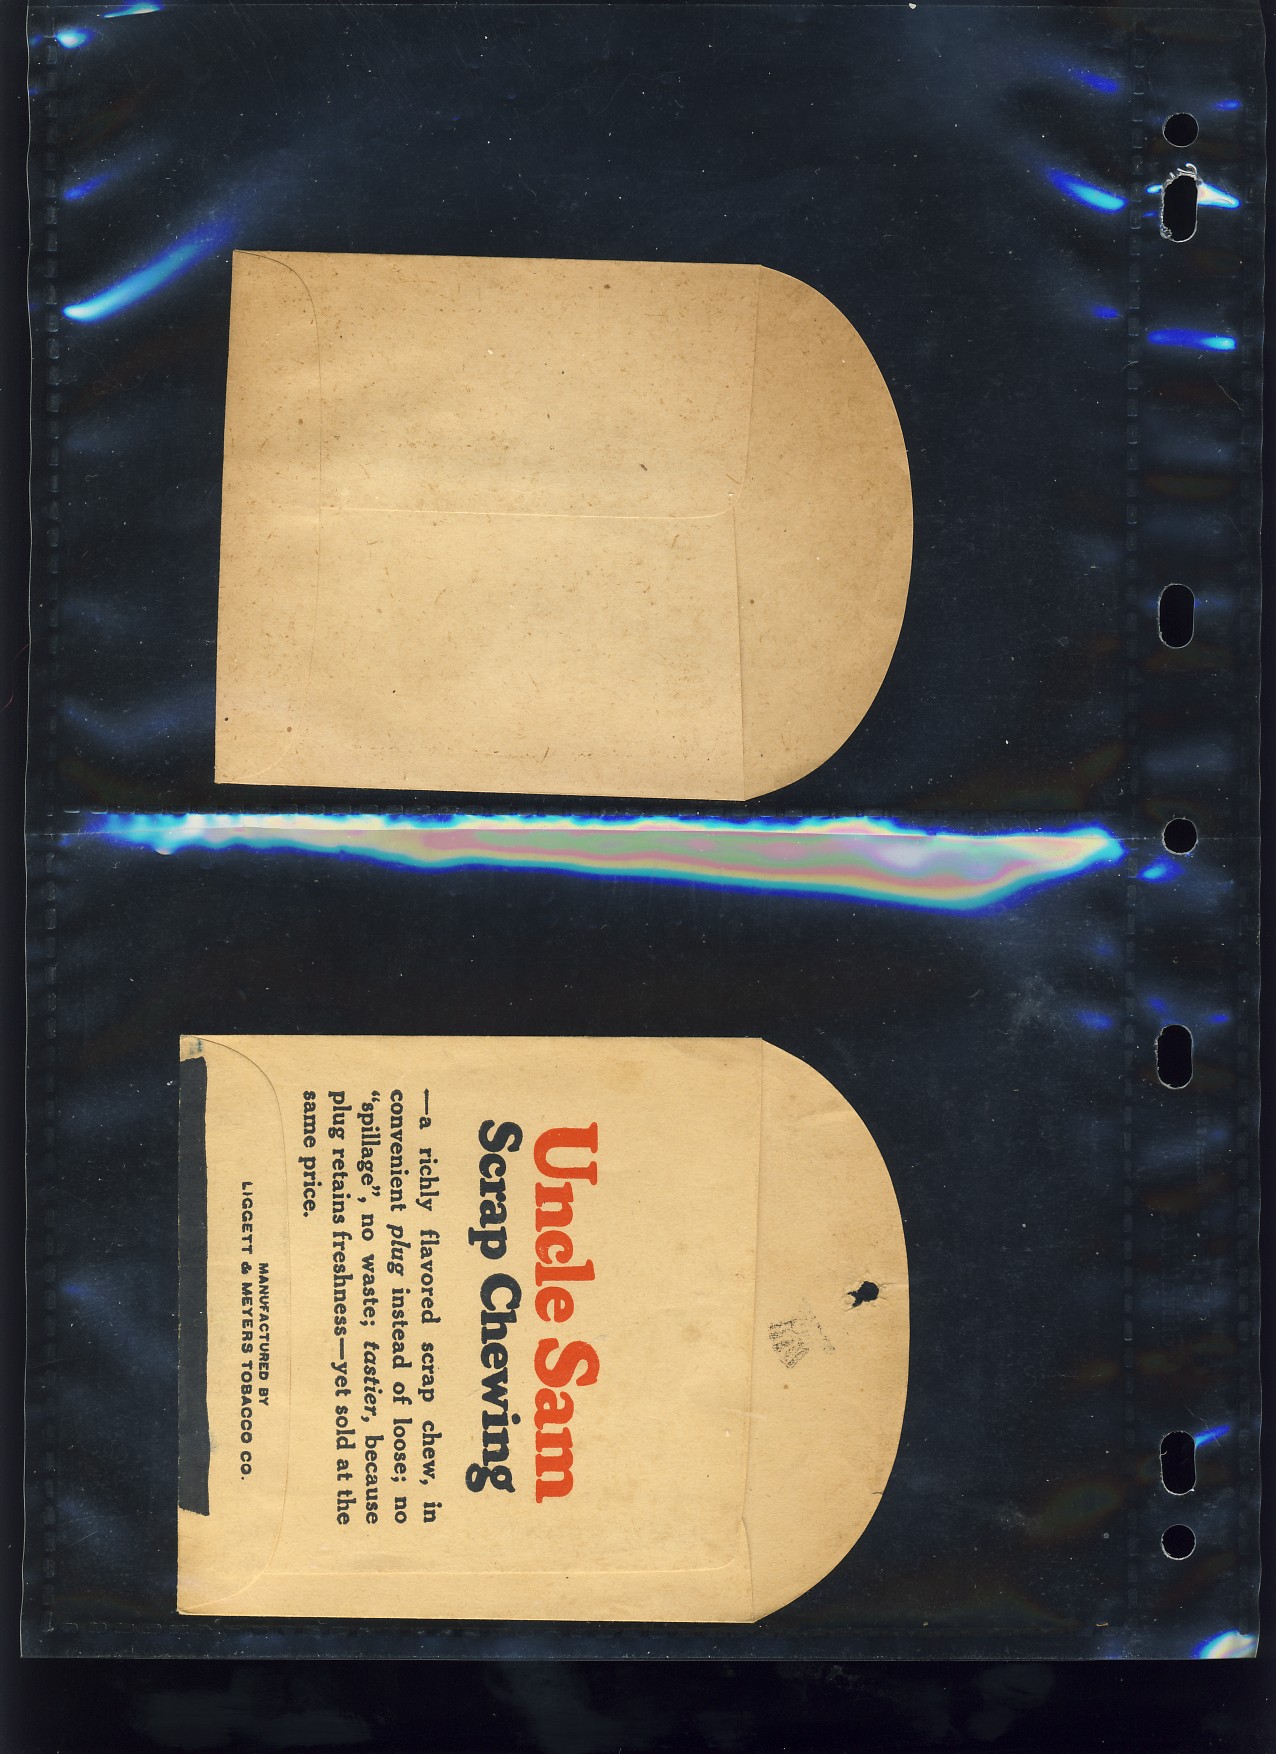 Uncle Sam
Scrap Chewing
—a richly flavored scrap chew, in
convenient plug instead of loose; no
“spillage”, no waste; tastier, because
plug retains freshness—yet sold at the
same price.
MANUFACTURED BY
LIGGETT & MEYERS TOBACCO CO.